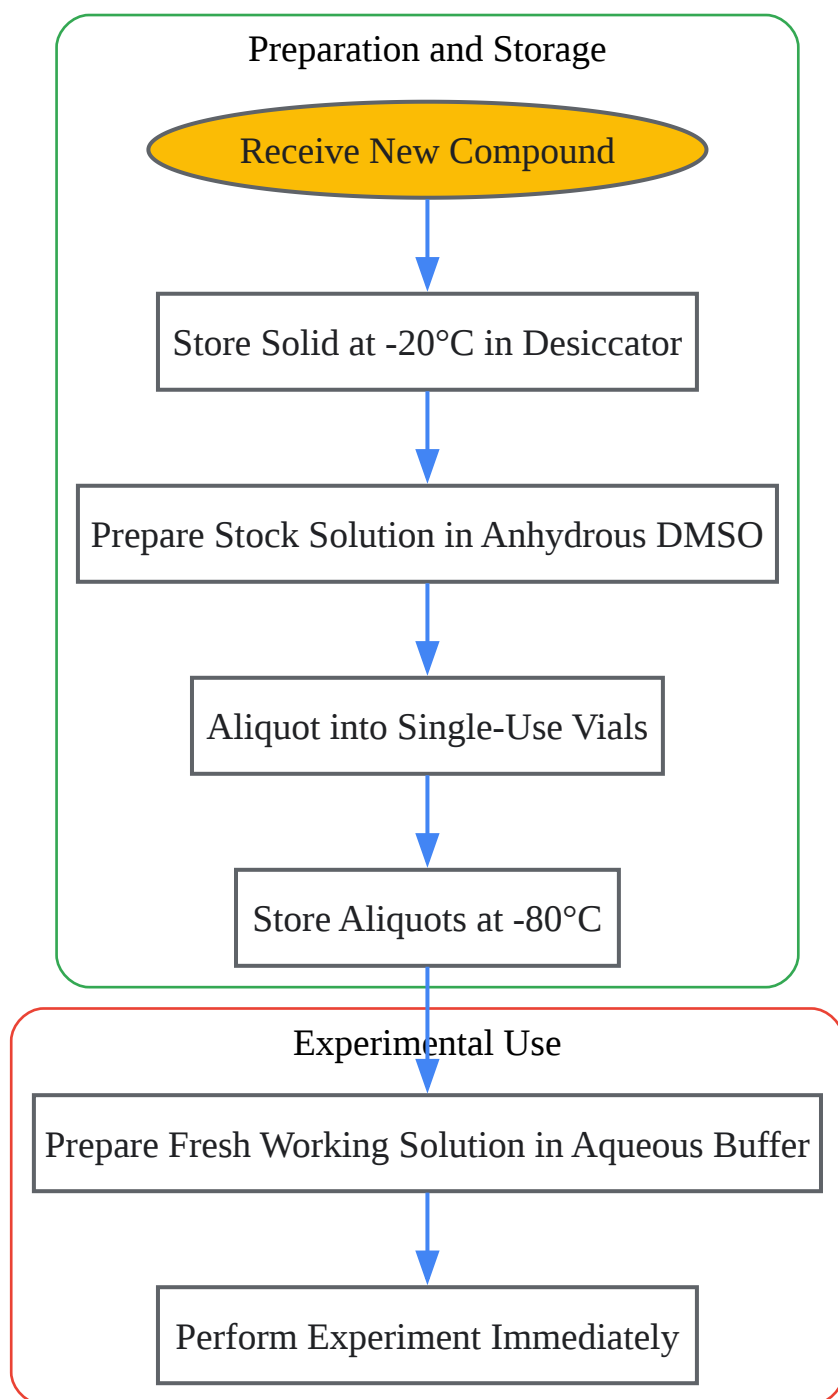 Preparation and Storage
Receive New Compound
Store Solid at -20°C in Desiccator
Prepare Stock Solution in Anhydrous DMSO
Aliquot into Single-Use Vials
Store Aliquots at -80°C
Experimental Use
Prepare Fresh Working Solution in Aqueous Buffer
Perform Experiment Immediately